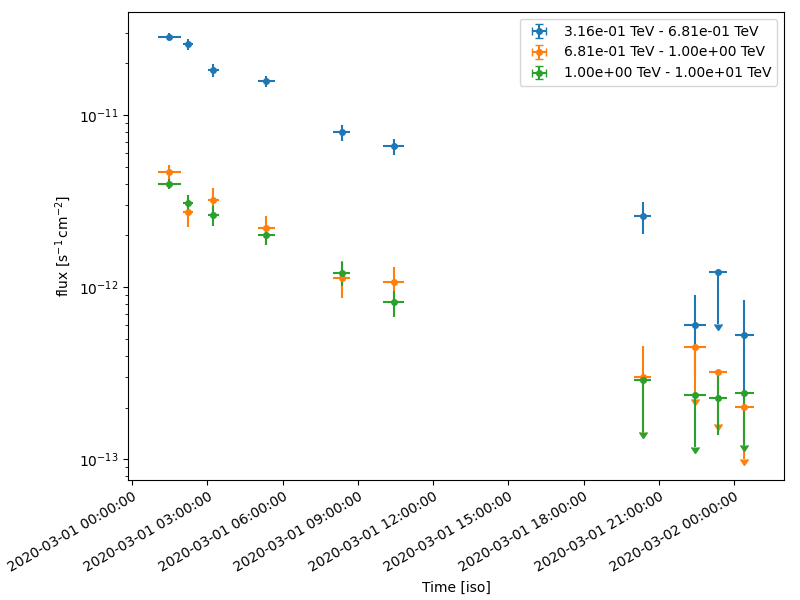 3.16e-01 TeV - 6.81e-01 TeV
6.81e-01 TeV - 1.00e+00 TeV
1.00e+00 TeV - 1.00e+01 TeV
flux [s⁻¹cm⁻²]
10⁻¹¹
10⁻¹²
10⁻¹³
2020-03-01 00:00:00
2020-03-01 03:00:00
2020-03-01 06:00:00
2020-03-01 09:00:00
2020-03-01 12:00:00
2020-03-01 15:00:00
2020-03-01 18:00:00
2020-03-01 21:00:00
2020-03-02 00:00:00
Time [iso]